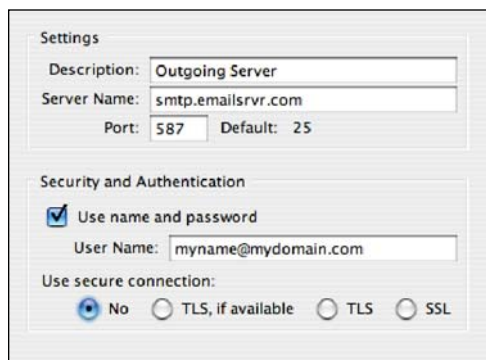 Settings
Description: Outgoing Server
Server Name: smtp.emailsrvr.com
Port: 587 Default: 25
Security and Authentication
Use name and password
User Name: myname@mydomain.com
Use secure connection:
No TLS, if available TLS SSL